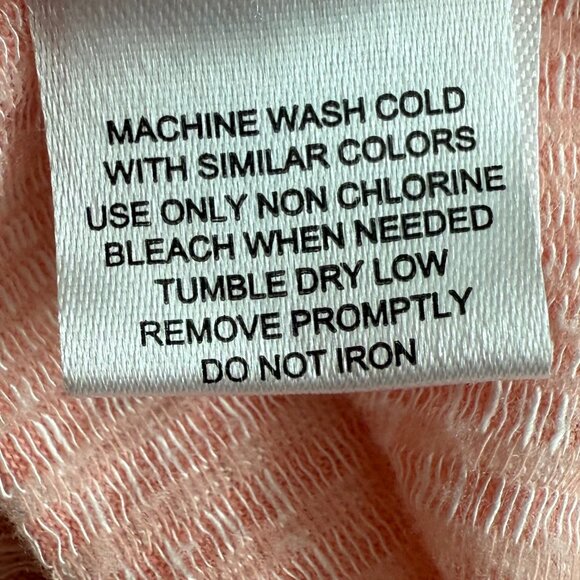 MACHINE WASH COLD
WITH SIMILAR COLORS
USE ONLY NON CHLORINE
BLEACH WHEN NEEDED
TUMBLE DRY LOW
REMOVE PROMPTLY
DO NOT IRON